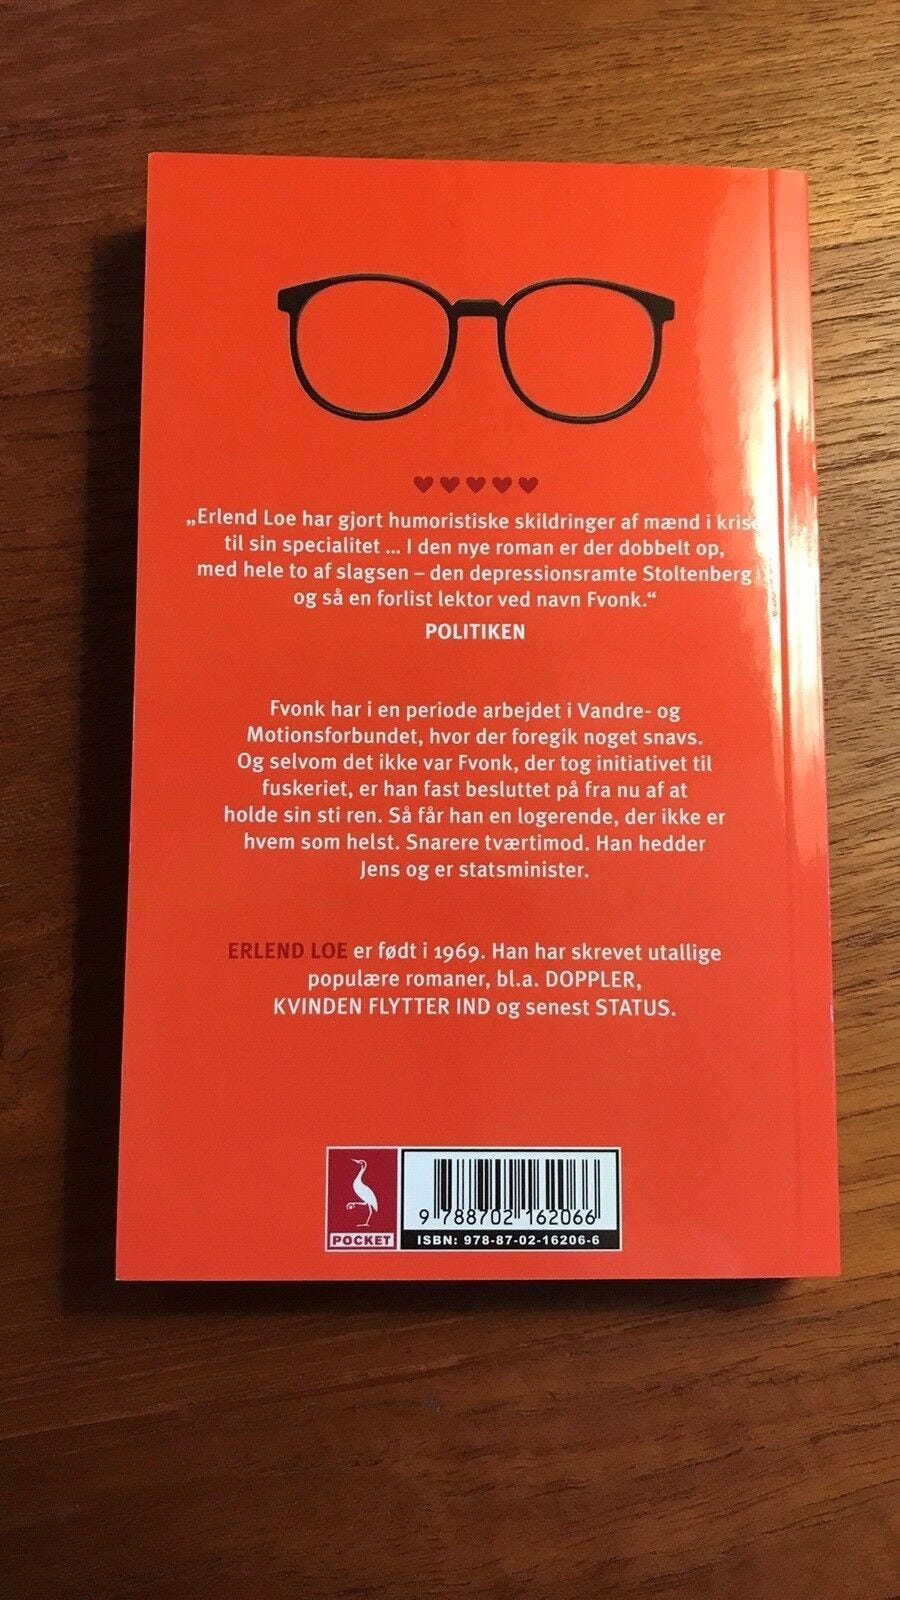 „Erlend Loe har gjort humoristiske skildringer af mænd i krise
til sin specialitet ... I den nye roman er der dobbelt op,
med hele to af slagsen – den depressionsramte Stoltenberg
og så en forlist lektor ved navn Fvonk.“
POLITIKEN
Fvonk har i en periode arbejdet i Vandre- og
Motionsforbundet, hvor der foregik noget snavs.
Og selvom det ikke var Fvonk, der tog initiativet til
fuskeriet, er han fast besluttet på fra nu af at
holde sin sti ren. Så får han en logerende, der ikke er
hvem som helst. Snarere tværtimod. Han hedder
Jens og er statsminister.
ERLEND LOE er født i 1969. Han har skrevet utallige
populære romaner, bl.a. DOPPLER,
KVINDEN FLYTTER IND og senest STATUS.
9 788702 162066
POCKET
ISBN: 978-87-02-16206-6